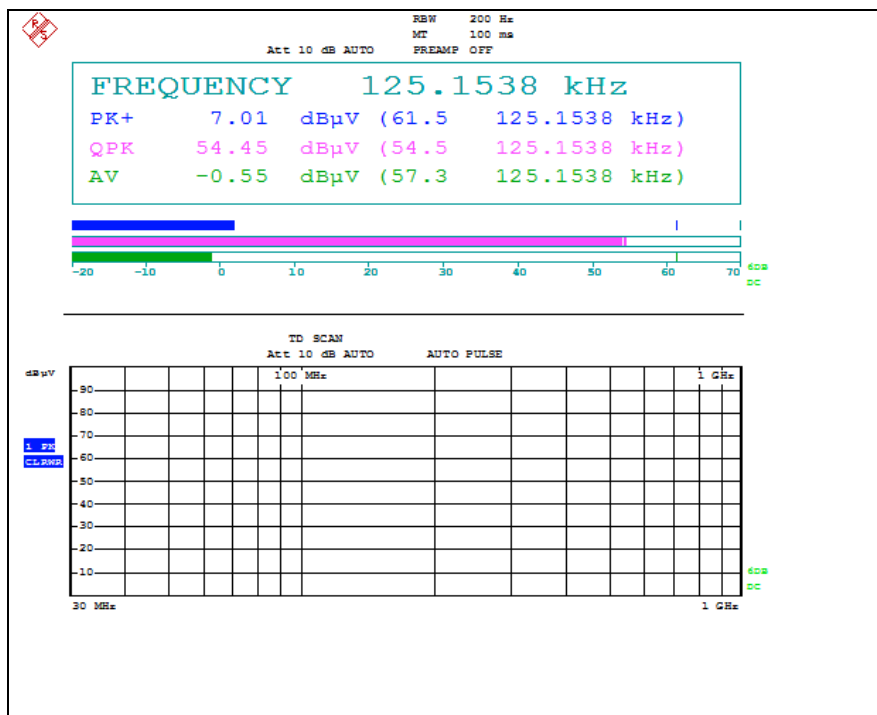 R S
RBW 200 Hz
MT 100 ms
Att 10 dB AUTO PREAMP OFF
FREQUENCY 125.1538 kHz
PK+ 7.01 dBµV (61.5 125.1538 kHz)
QPK 54.45 dBµV (54.5 125.1538 kHz)
AV -0.55 dBµV (57.3 125.1538 kHz)
-20 -10 0 10 20 30 40 50 60 70
6DB
DC
TD SCAN
Att 10 dB AUTO AUTO PULSE
dBµV
100 MHz 1 GHz
90
80
70
1 PK
60
CLRWR
50
40
30
20
10
6DB
DC
30 MHz 1 GHz